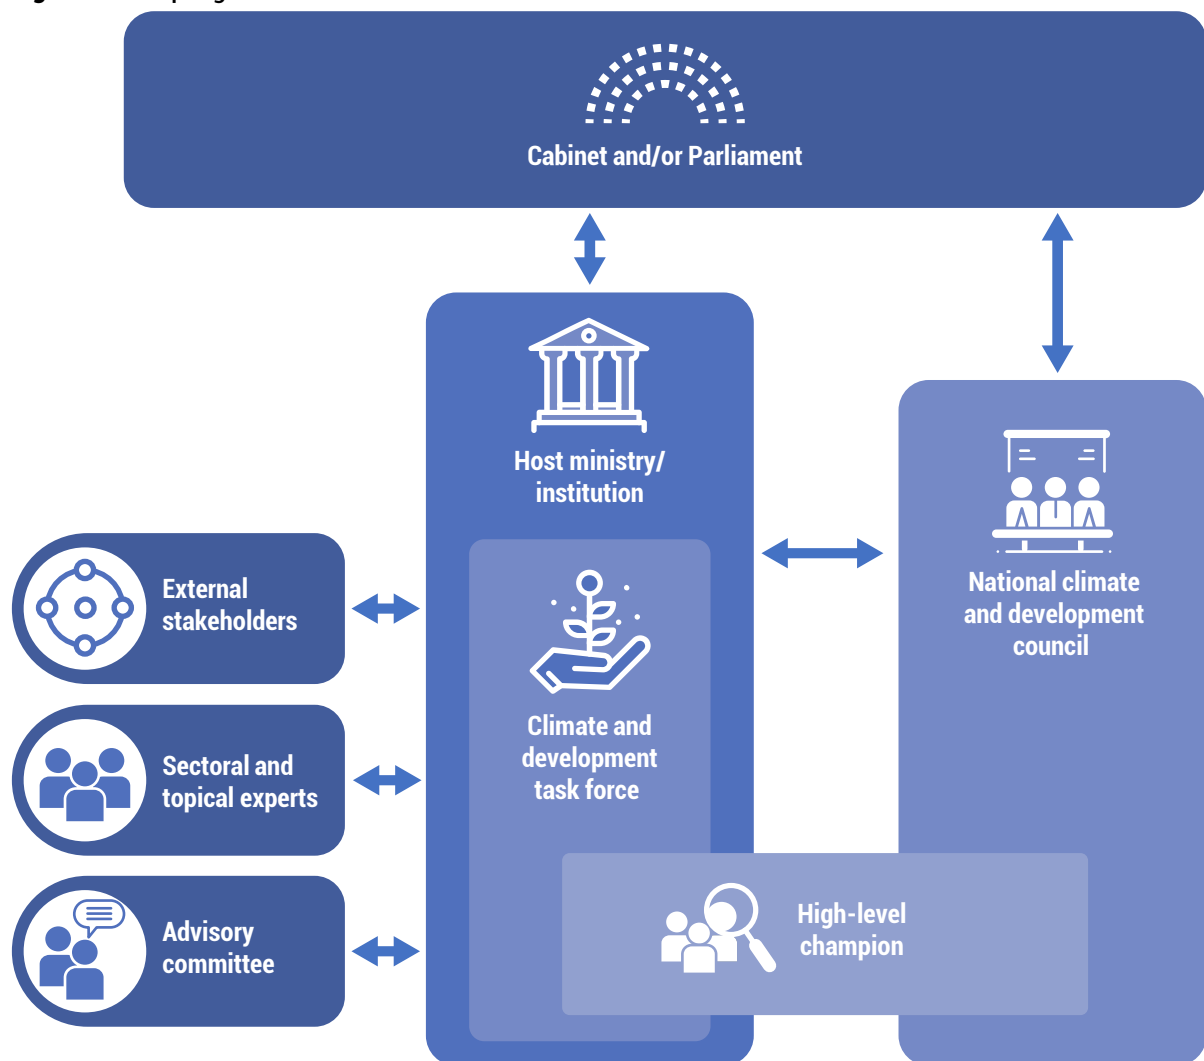 Cabinet and/or Parliament
Host ministry/
institution
National climate
and development
council
External
stakeholders
Climate and
development
task force
Sectoral and
topical experts
High-level
champion
Advisory
committee